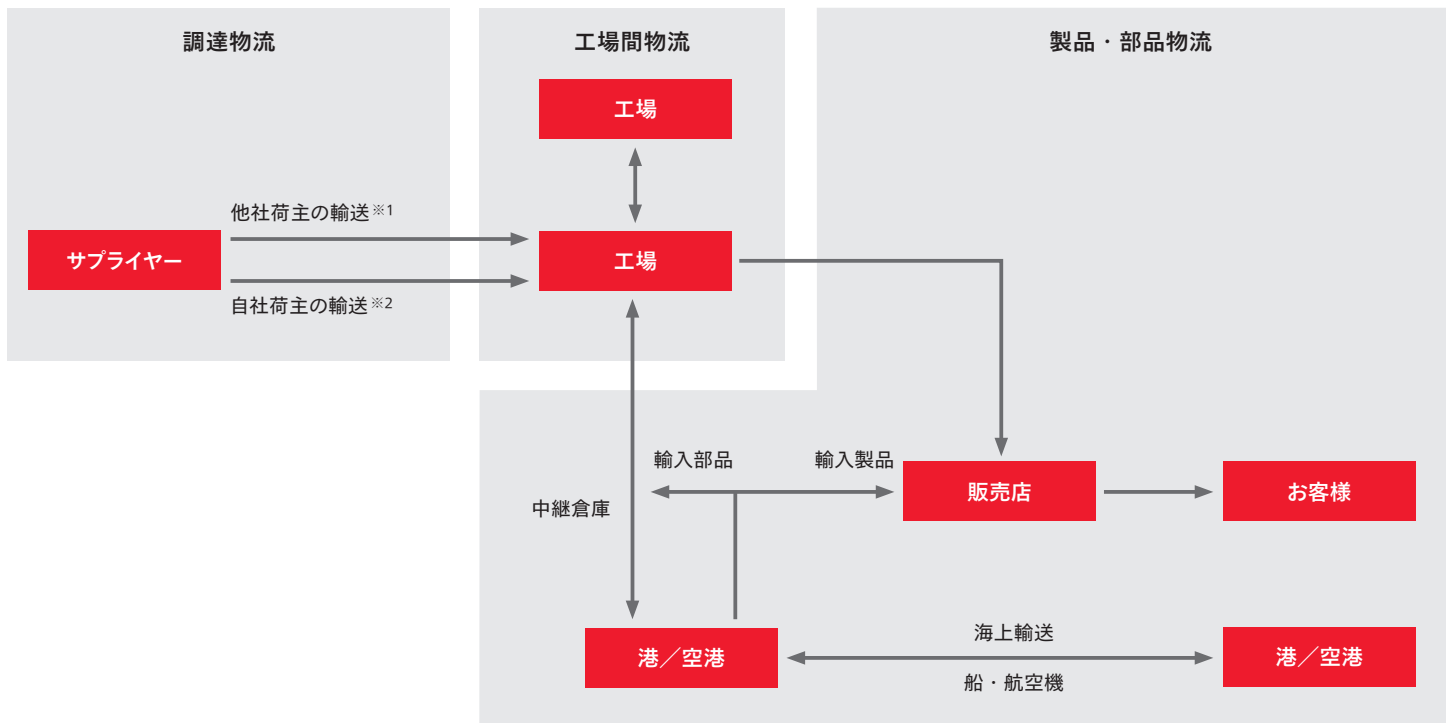 調達物流
工場間物流
製品・部品物流
工場
他社荷主の輸送※1
サプライヤー
工場
自社荷主の輸送※2
輸入部品
輸入製品
中継倉庫
販売店
お客様
海上輸送
港／空港
港／空港
船・航空機